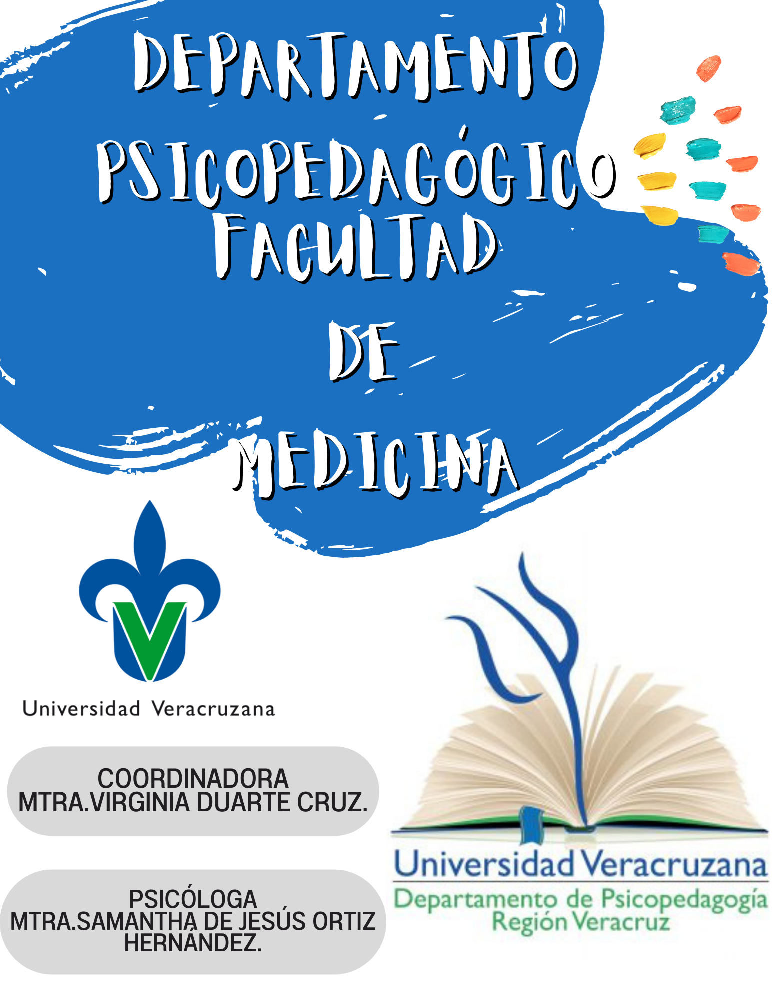 DEPARTAMENTO
PSICOPEDAGÓGICO
FACULTAD
DE
MEDICINA
Universidad Veracruzana
COORDINADORA
MTRA.VIRGINIA DUARTE CRUZ.
PSICÓLOGA
MTRA.SAMANTHA DE JESÚS ORTIZ
HERNÁNDEZ.
Universidad Veracruzana
Departamento de Psicopedagogía
Región Veracruz